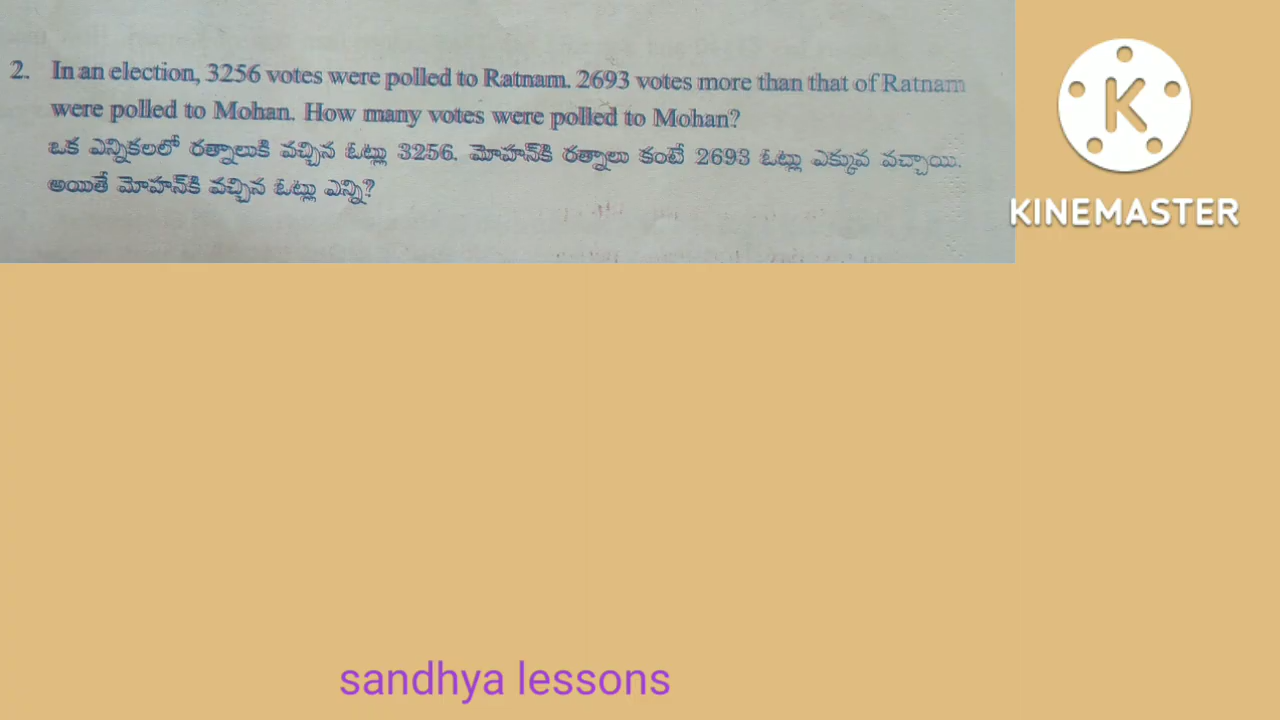 2. In an election, 3256 votes were polled to Ratnam. 2693 votes more than that of Ratnam
were polled to Mohan. How many votes were polled to Mohan?
ఒక ఎన్నికలలో రత్నాలుకి వచ్చిన ఓట్లు 3256. మోహన్‌కి రత్నాలు కంటే 2693 ఓట్లు ఎక్కువ వచ్చాయి.
అయితే మోహన్‌కి వచ్చిన ఓట్లు ఎన్ని?
K
KINEMASTER
sandhya lessons